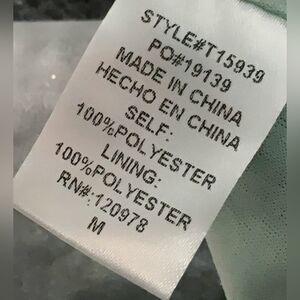 STYLE#T15939
PO#19139
MADE IN CHINA
HECHO EN CHINA
SELF:
100%POLYESTER
LINING:
100%POLYESTER
RN#:120978
M